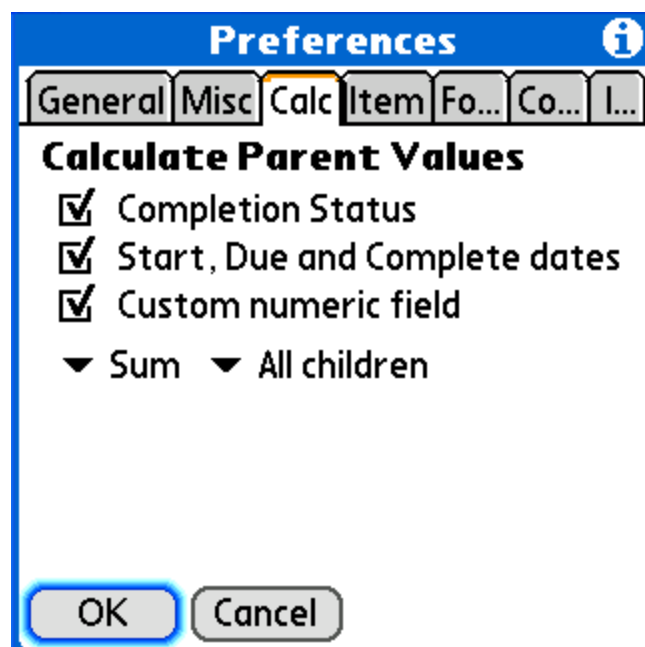 Preferences
General Misc Calc Item Fo... Co... I...
Calculate Parent Values
Completion Status
Start, Due and Complete dates
Custom numeric field
Sum All children
OK Cancel